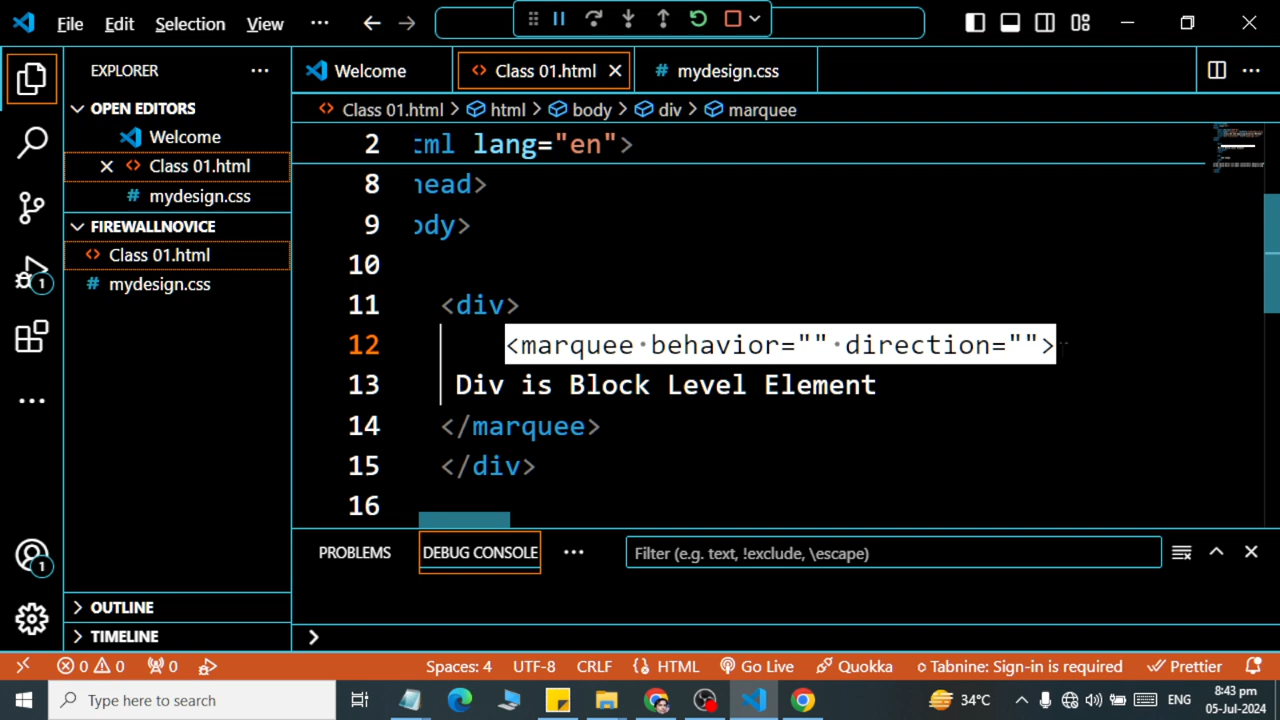 File Edit Selection View ···
EXPLORER ···
OPEN EDITORS
Welcome
Class 01.html
mydesign.css
FIREWALLNOVICE
Class 01.html
mydesign.css
OUTLINE
TIMELINE
1
1
Welcome
Class 01.html
mydesign.css
Class 01.html > html > body > div > marquee
2 tml lang="en">
8 head>
9 ody>
10
11 <div>
12 <marquee behavior="" direction="">
13 Div is Block Level Element
14 </marquee>
15 </div>
16
PROBLEMS DEBUG CONSOLE ··· Filter (e.g. text, !exclude, \escape)
0 0 0 Spaces: 4 UTF-8 CRLF HTML Go Live Quokka Tabnine: Sign-in is required Prettier
Type here to search 34°C ENG 8:43 pm
05-Jul-2024